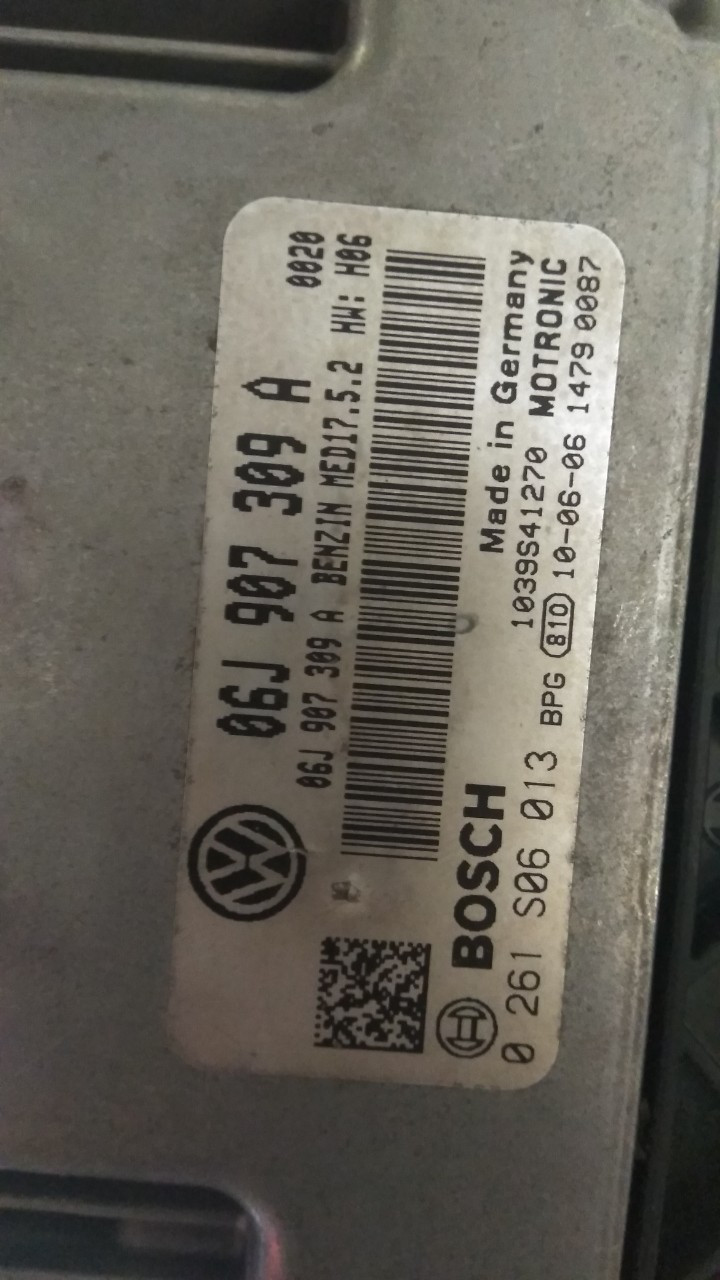 0020
06J 907 309 A
06J 907 309 A BENZIN MED17.5.2 HW: H06
Made in Germany
BOSCH 1039S41270 MOTRONIC
0 261 S06 013 BPG 810 10-06-06 1479 0087